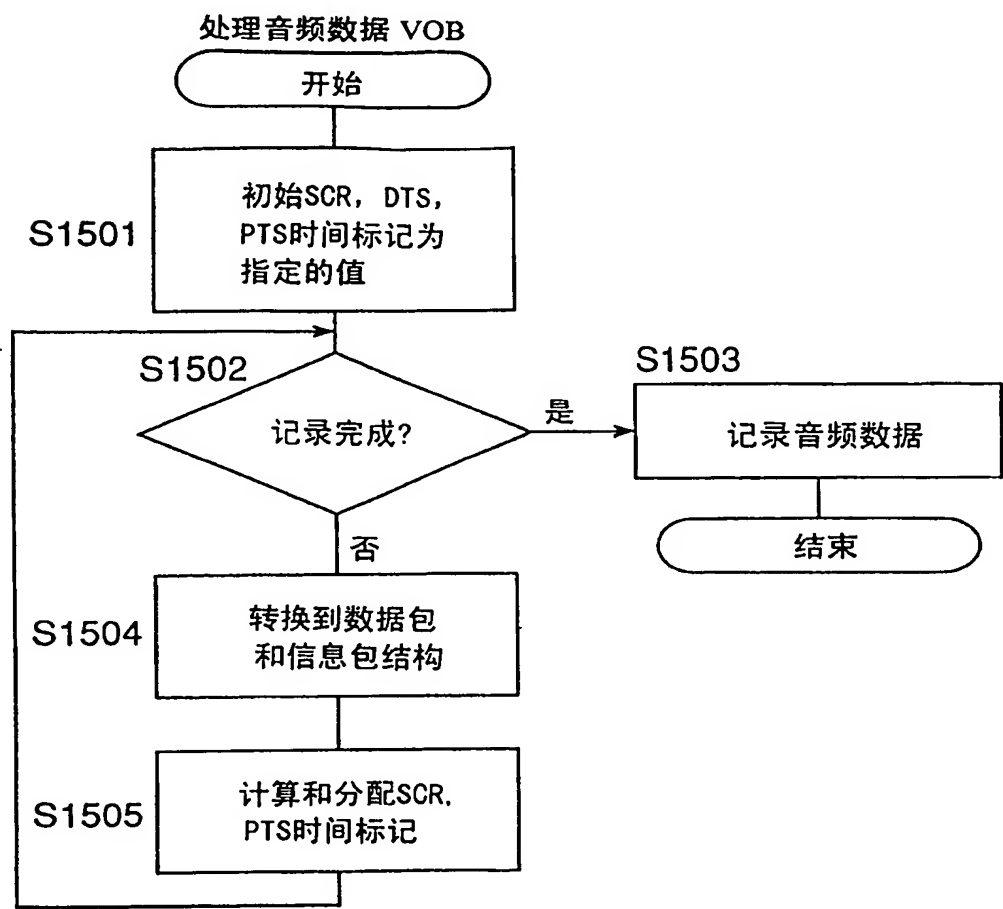 处理音频数据 VOB
开始
S1501
初始SCR, DTS,
PTS时间标记为
指定的值
S1502
记录完成?
是
S1503
记录音频数据
结束
否
S1504
转换到数据包
和信息包结构
S1505
计算和分配SCR,
PTS时间标记